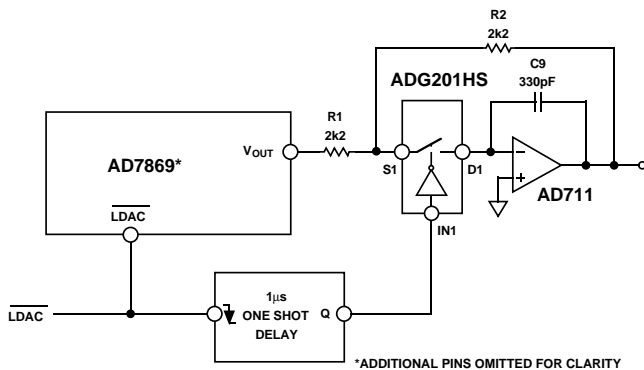 R2
2k2
C9
330pF
ADG201HS
R1
2k2
VOUT
AD7869*
S1
D1
–
+
AD711
LDAC
IN1
1µs
ONE SHOT
DELAY
Q
LDAC
*ADDITIONAL PINS OMITTED FOR CLARITY